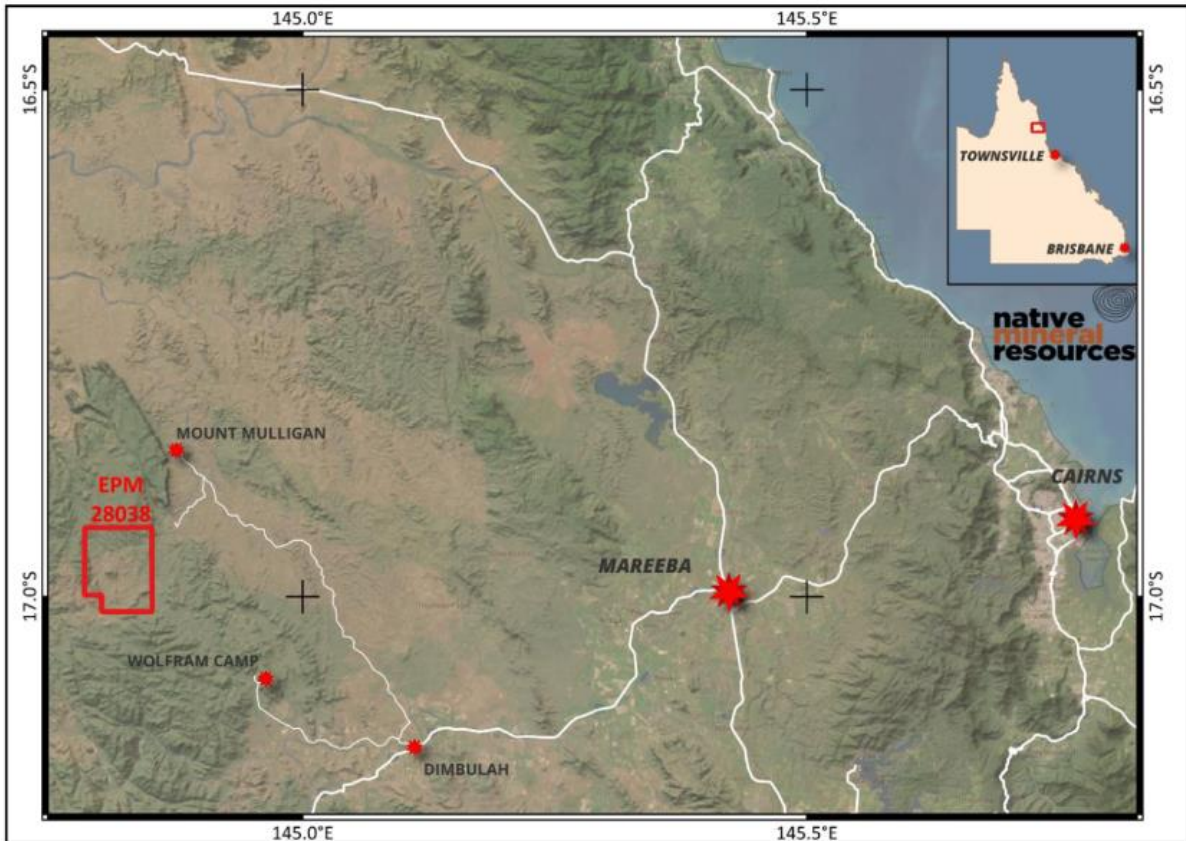 145.0°E
145.5°E
16.5°S
16.5°S
TOWNSVILLE
BRISBANE
native
mineral
resources
MOUNT MULLIGAN
EPM
28038
CAIRNS
MAREEBA
17.0°S
17.0°S
WOLFRAM CAMP
DIMBULAH
145.0°E
145.5°E